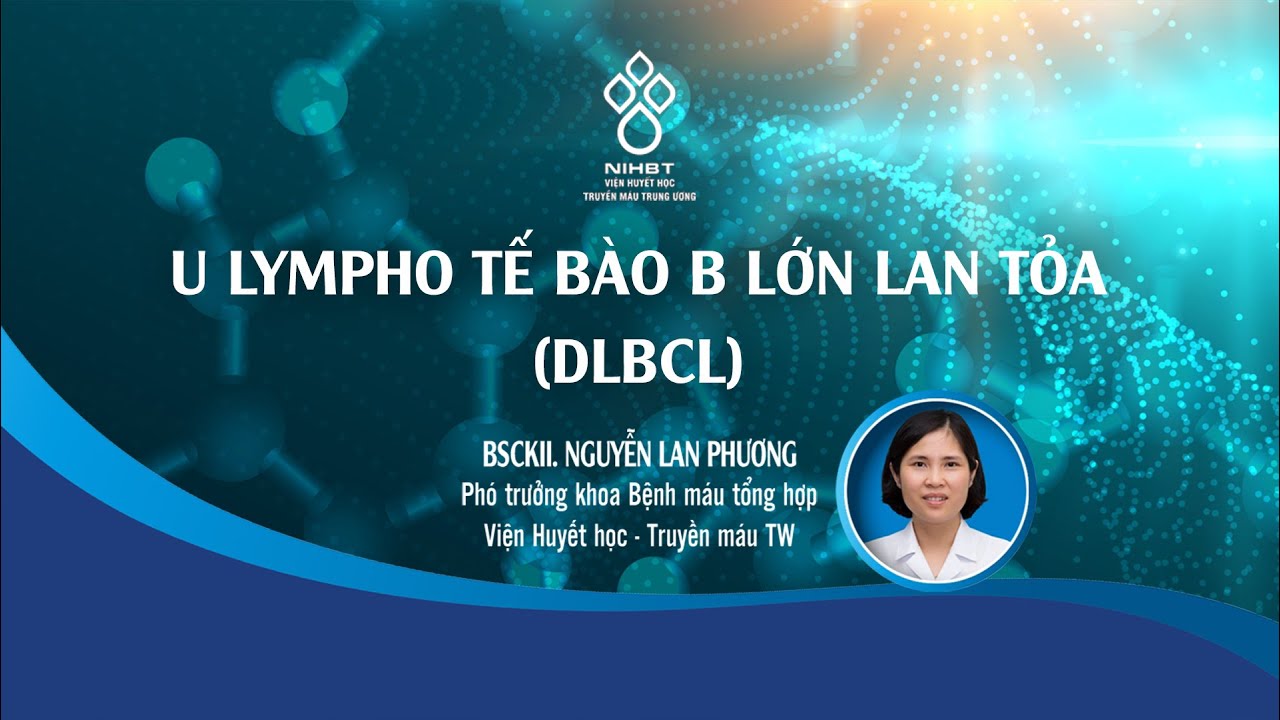 NIHBT
VIỆN HUYẾT HỌC
TRUYỀN MÁU TRUNG ƯƠNG
U LYMPHO TẾ BÀO B LỚN LAN TỎA
(DLBCL)
BSCKII. NGUYỄN LAN PHƯƠNG
Phó trưởng khoa Bệnh máu tổng hợp
Viện Huyết học - Truyền máu TW